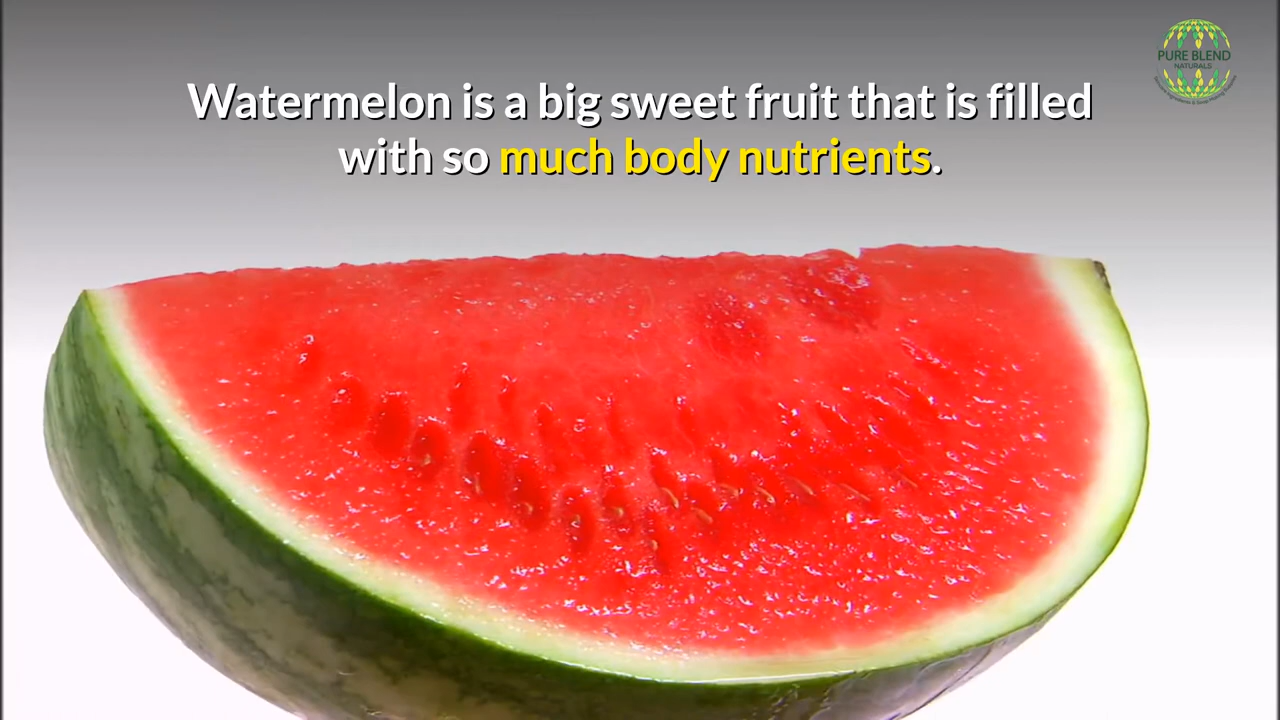 Watermelon is a big sweet fruit that is filled
with so much body nutrients.
PURE BLEND
NATURALS